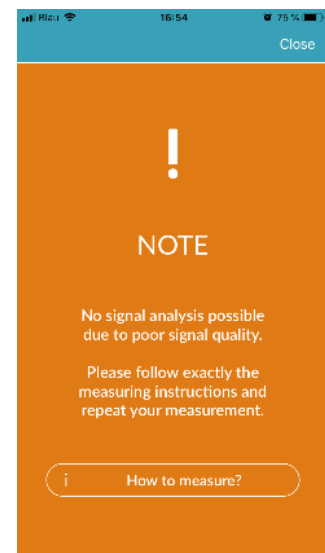 Blau 16:54 75 %
Close
!
NOTE
No signal analysis possible
due to poor signal quality.
Please follow exactly the
measuring instructions and
repeat your measurement.
i How to measure?